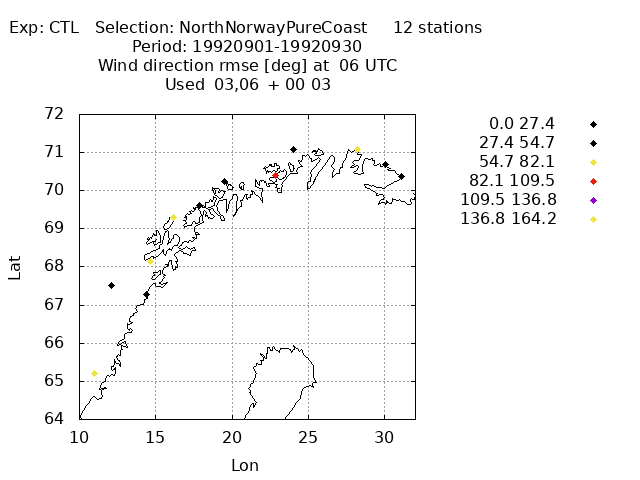 Exp: CTL   Selection: NorthNorwayPureCoast     12 stations
Period: 19920901-19920930
Wind direction rmse [deg] at  06 UTC
Used  03,06  + 00 03
72
71
70
69
68
67
66
65
64
Lat
10 15 20 25 30
Lon
0.0 27.4
27.4 54.7
54.7 82.1
82.1 109.5
109.5 136.8
136.8 164.2